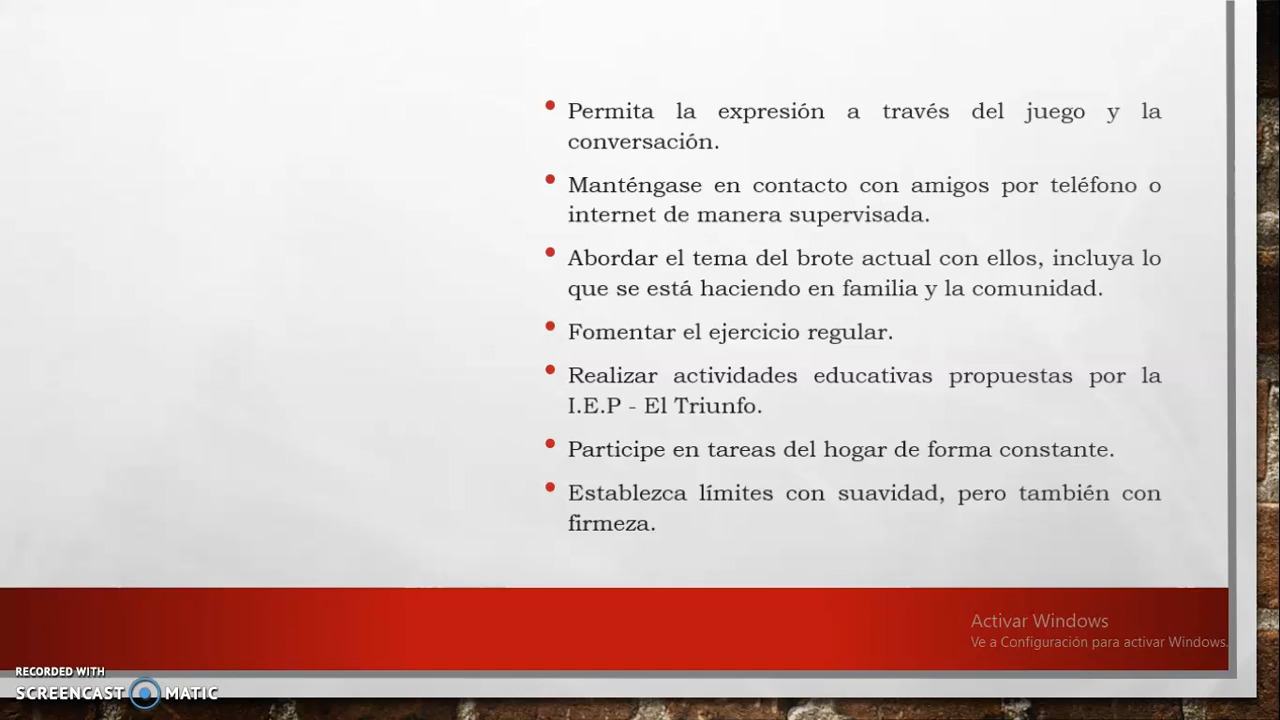 Permita la expresión a través del juego y la
conversación.
Manténgase en contacto con amigos por teléfono o
internet de manera supervisada.
Abordar el tema del brote actual con ellos, incluya lo
que se está haciendo en familia y la comunidad.
Fomentar el ejercicio regular.
Realizar actividades educativas propuestas por la
I.E.P - El Triunfo.
Participe en tareas del hogar de forma constante.
Establezca límites con suavidad, pero también con
firmeza.
Activar Windows
Ve a Configuración para activar Windows.
RECORDED WITH
SCREENCAST MATIC